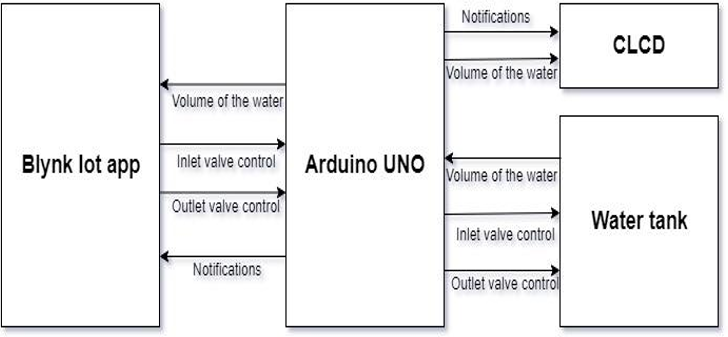 Notifications
CLCD
Volume of the water
Volume of the water
Inlet valve control
Blynk Iot app
Arduino UNO
Volume of the water
Outlet valve control
Inlet valve control
Water tank
Notifications
Outlet valve control